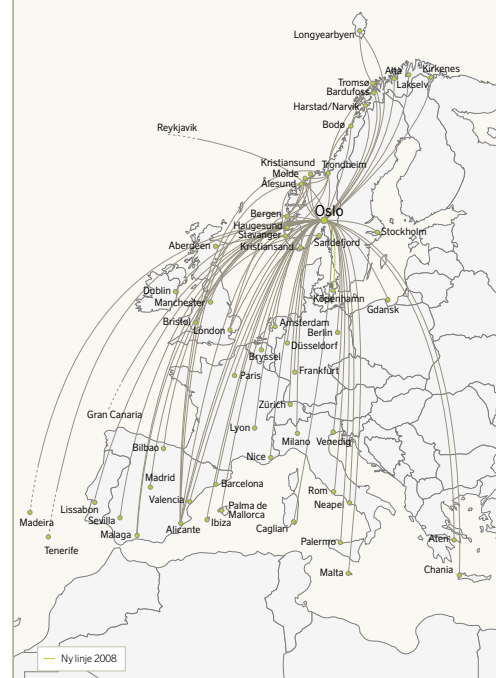 Longyearbyen
Alta
Kirkenes
Tromsø
Lakselv
Bardufoss
Harstad/Narvik
Bodø
Reykjavik
Kristiansund
Trondheim
Molde
Ålesund
Bergen
Oslo
Haugesund
Stavanger
Stockholm
Aberdeen
Kristiansand
Sandefjord
Dublin
Manchester
København
Gdansk
Bristol
London
Amsterdam
Berlin
Düsseldorf
Bryssel
Paris
Frankfurt
Zürich
Gran Canaria
Lyon
Milano
Venedig
Bilbao
Nice
Madrid
Barcelona
Valencia
Rom
Lissabon
Palma de
Mallorca
Neapel
Madeira
Sevilla
Ibiza
Cagliari
Malaga
Alicante
Palermo
Aten
Tenerife
Malta
Chania
Ny linje 2008